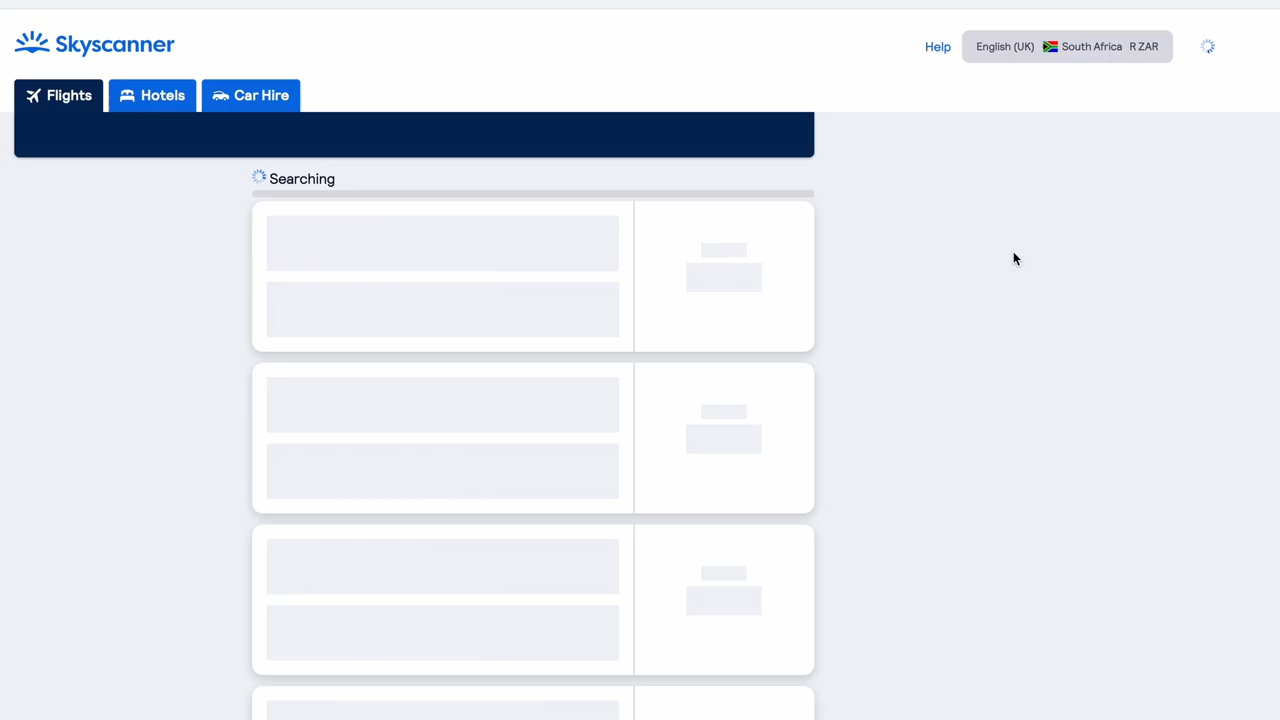 Skyscanner
Help
English (UK) South Africa R ZAR
Flights
Hotels
Car Hire
Searching